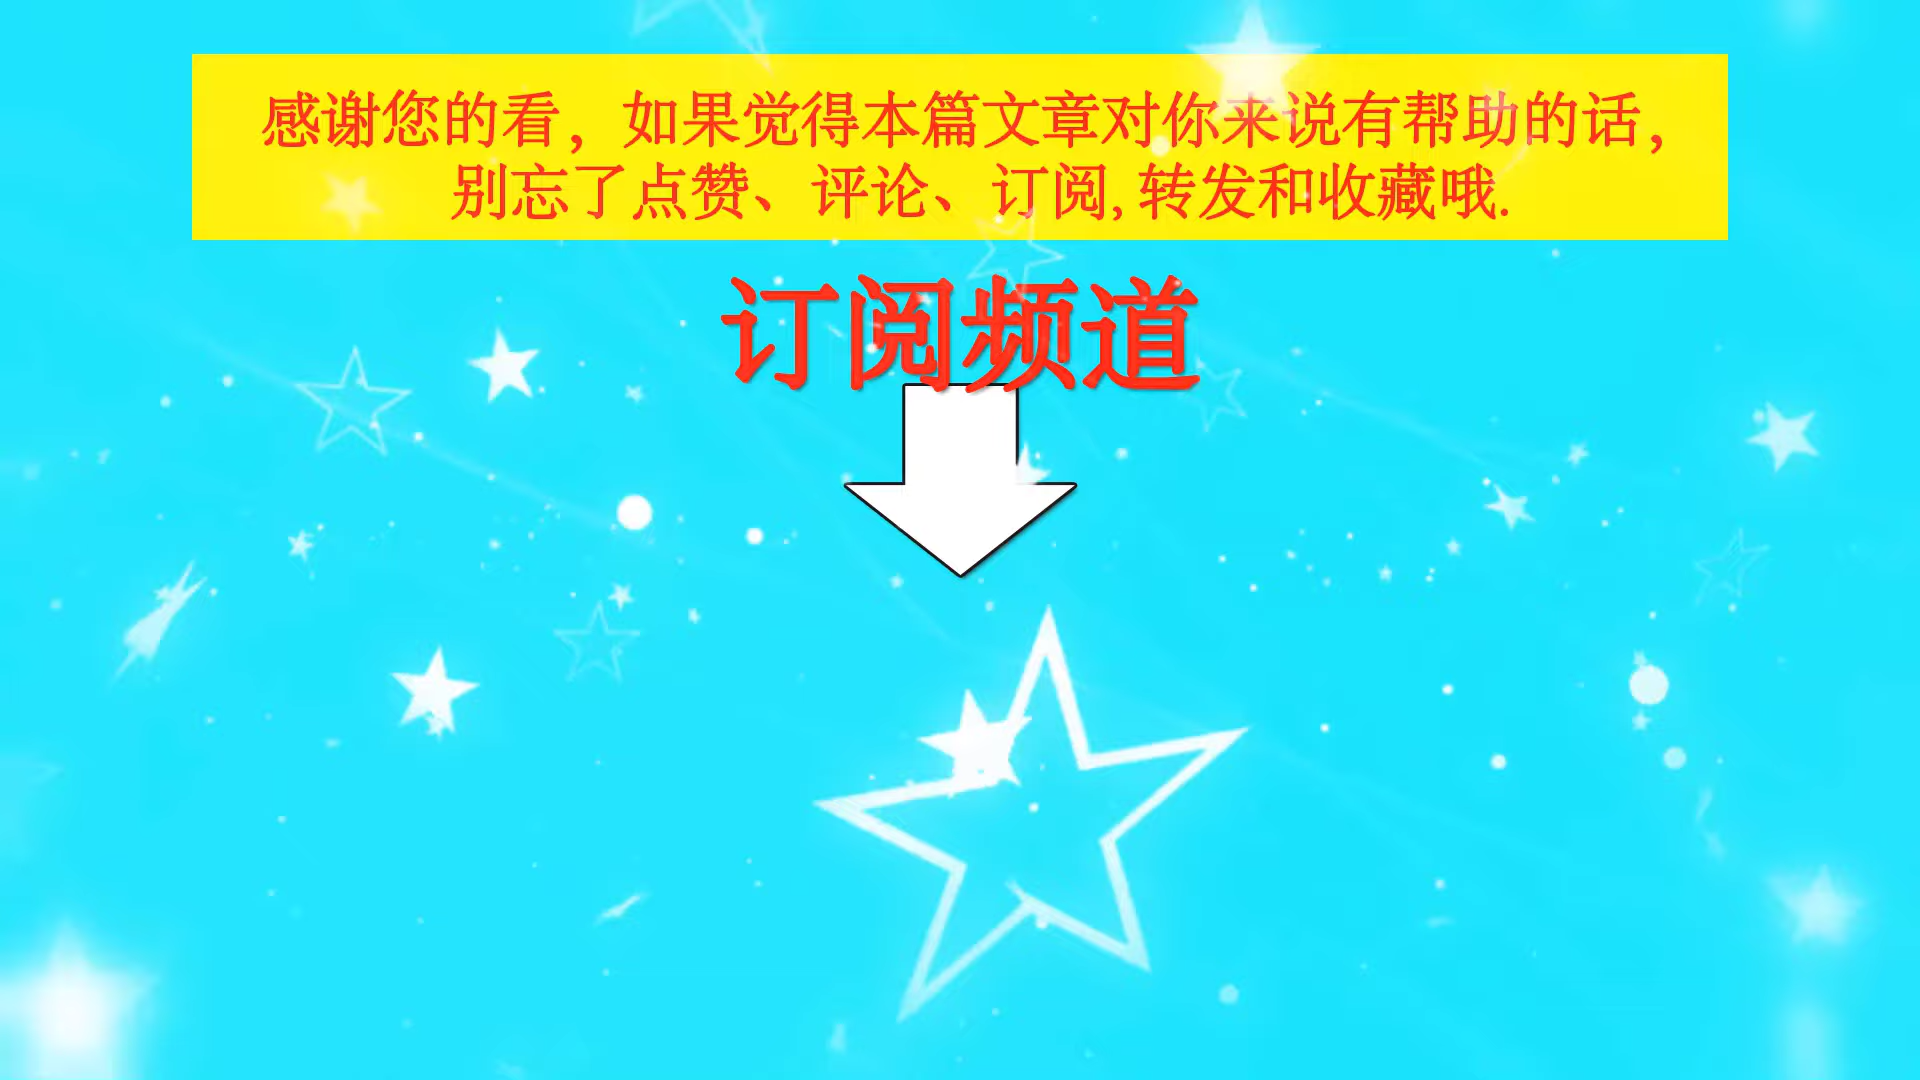 感谢您的看，如果觉得本篇文章对你来说有帮助的话，
别忘了点赞、评论、订阅,转发和收藏哦.
订阅频道